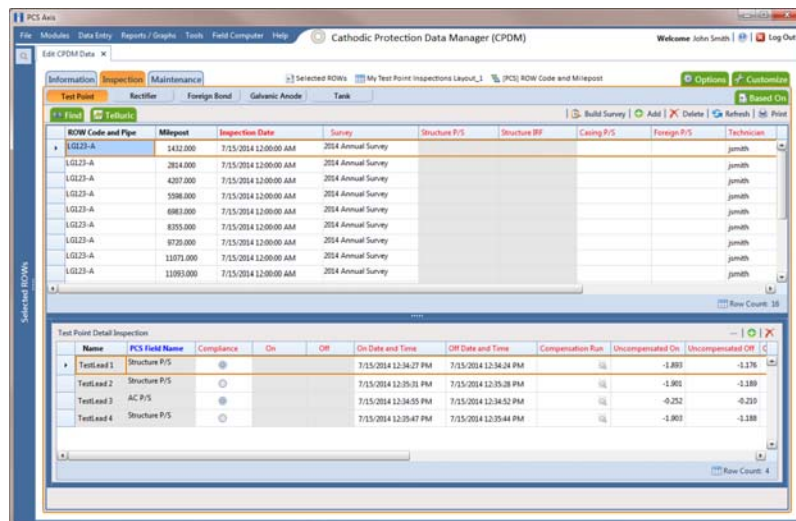 PCS Axis
File Modules Data Entry Reports / Graphs Tools Field Computer Help Cathodic Protection Data Manager (CPDM) Welcome John Smith Log Out
Edit CPDM Data
Information Inspection Maintenance Selected ROWs My Test Point Inspections Layout_1 [PCS] ROW Code and Milepost Options Customize
Test Point Rectifier Foreign Bond Galvanic Anode Tank Based On
Find Telluric Build Survey Add Delete Refresh Print
ROW Code and Pipe Milepost Inspection Date Survey Structure P/S Structure IRF Casing P/S Foreign P/S Technician
LG123-A 1432.000 7/15/2014 12:00:00 AM 2014 Annual Survey jsmith
LG123-A 2814.000 7/15/2014 12:00:00 AM 2014 Annual Survey jsmith
LG123-A 4207.000 7/15/2014 12:00:00 AM 2014 Annual Survey jsmith
LG123-A 5598.000 7/15/2014 12:00:00 AM 2014 Annual Survey jsmith
LG123-A 6983.000 7/15/2014 12:00:00 AM 2014 Annual Survey jsmith
LG123-A 8355.000 7/15/2014 12:00:00 AM 2014 Annual Survey jsmith
LG123-A 9720.000 7/15/2014 12:00:00 AM 2014 Annual Survey jsmith
LG123-A 11071.000 7/15/2014 12:00:00 AM 2014 Annual Survey jsmith
LG123-A 11093.000 7/15/2014 12:00:00 AM 2014 Annual Survey jsmith
Row Count: 16
Selected ROWs
Test Point Detail Inspection
Name PCS Field Name Compliance On Off On Date and Time Off Date and Time Compensation Run Uncompensated On Uncompensated Off C
TestLead 1 Structure P/S 7/15/2014 12:34:27 PM 7/15/2014 12:34:24 PM -1.893 -1.176
TestLead 2 Structure P/S 7/15/2014 12:35:31 PM 7/15/2014 12:35:28 PM -1.901 -1.189
TestLead 3 AC P/S 7/15/2014 12:34:55 PM 7/15/2014 12:34:52 PM -0.252 -0.210
TestLead 4 Structure P/S 7/15/2014 12:35:47 PM 7/15/2014 12:35:44 PM -1.903 -1.188
Row Count: 4